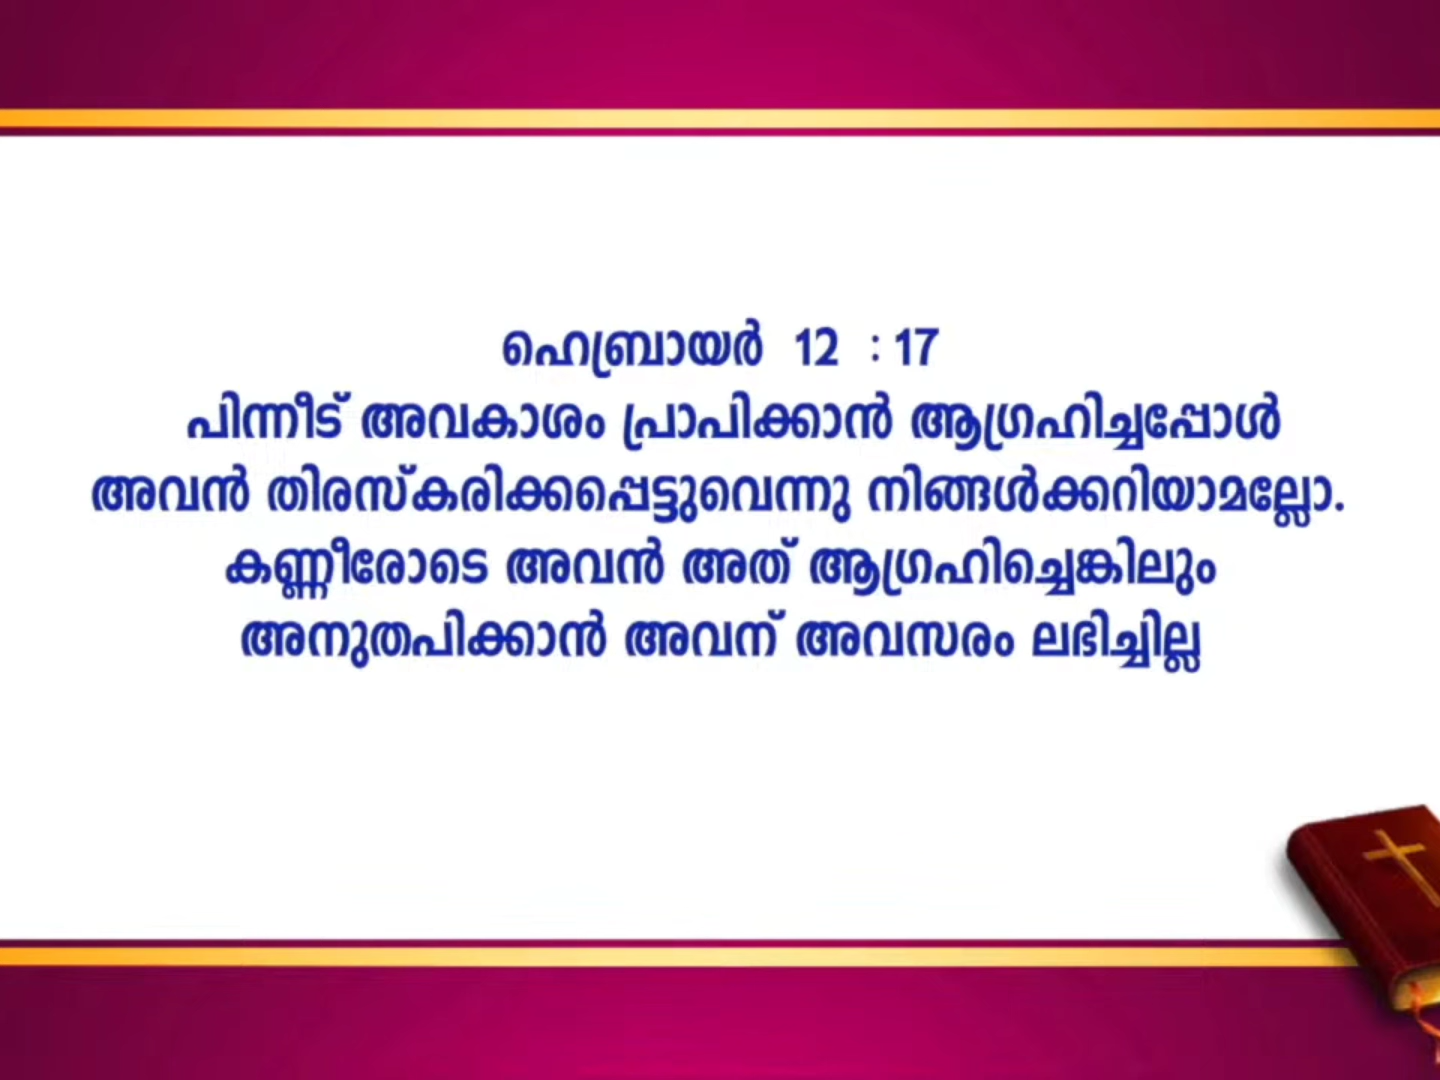 ഹെബ്രായർ 12 : 17
പിന്നീട് അവകാശം പ്രാപിക്കാൻ ആഗ്രഹിച്ചപ്പോൾ
അവൻ തിരസ്കരിക്കപ്പെട്ടുവെന്നു നിങ്ങൾക്കറിയാമല്ലോ.
കണ്ണീരോടെ അവൻ അത് ആഗ്രഹിച്ചെങ്കിലും
അനുതപിക്കാൻ അവന് അവസരം ലഭിച്ചില്ല